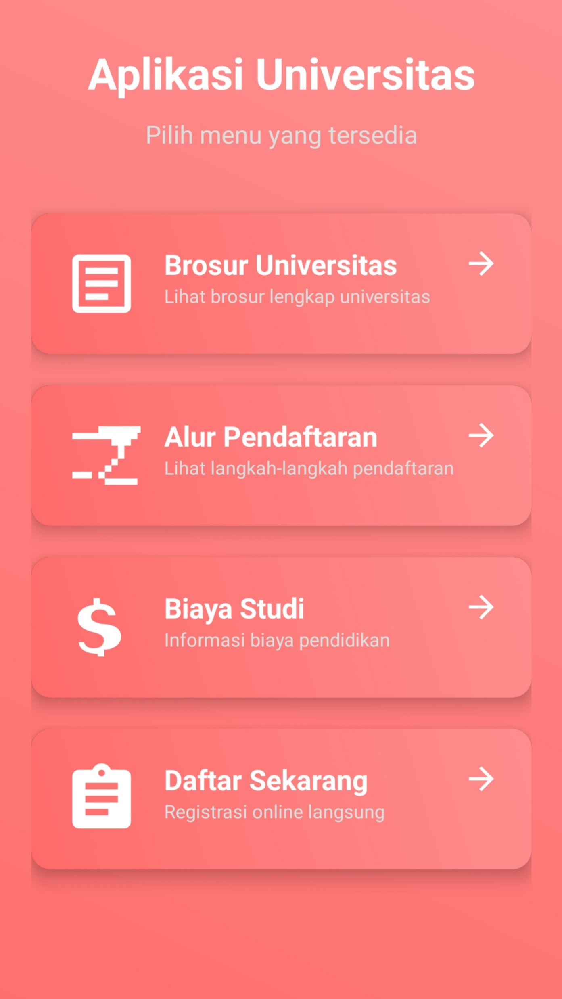 Aplikasi Universitas
Pilih menu yang tersedia
Brosur Universitas
Lihat brosur lengkap universitas
Alur Pendaftaran
Lihat langkah-langkah pendaftaran
Biaya Studi
Informasi biaya pendidikan
Daftar Sekarang
Registrasi online langsung